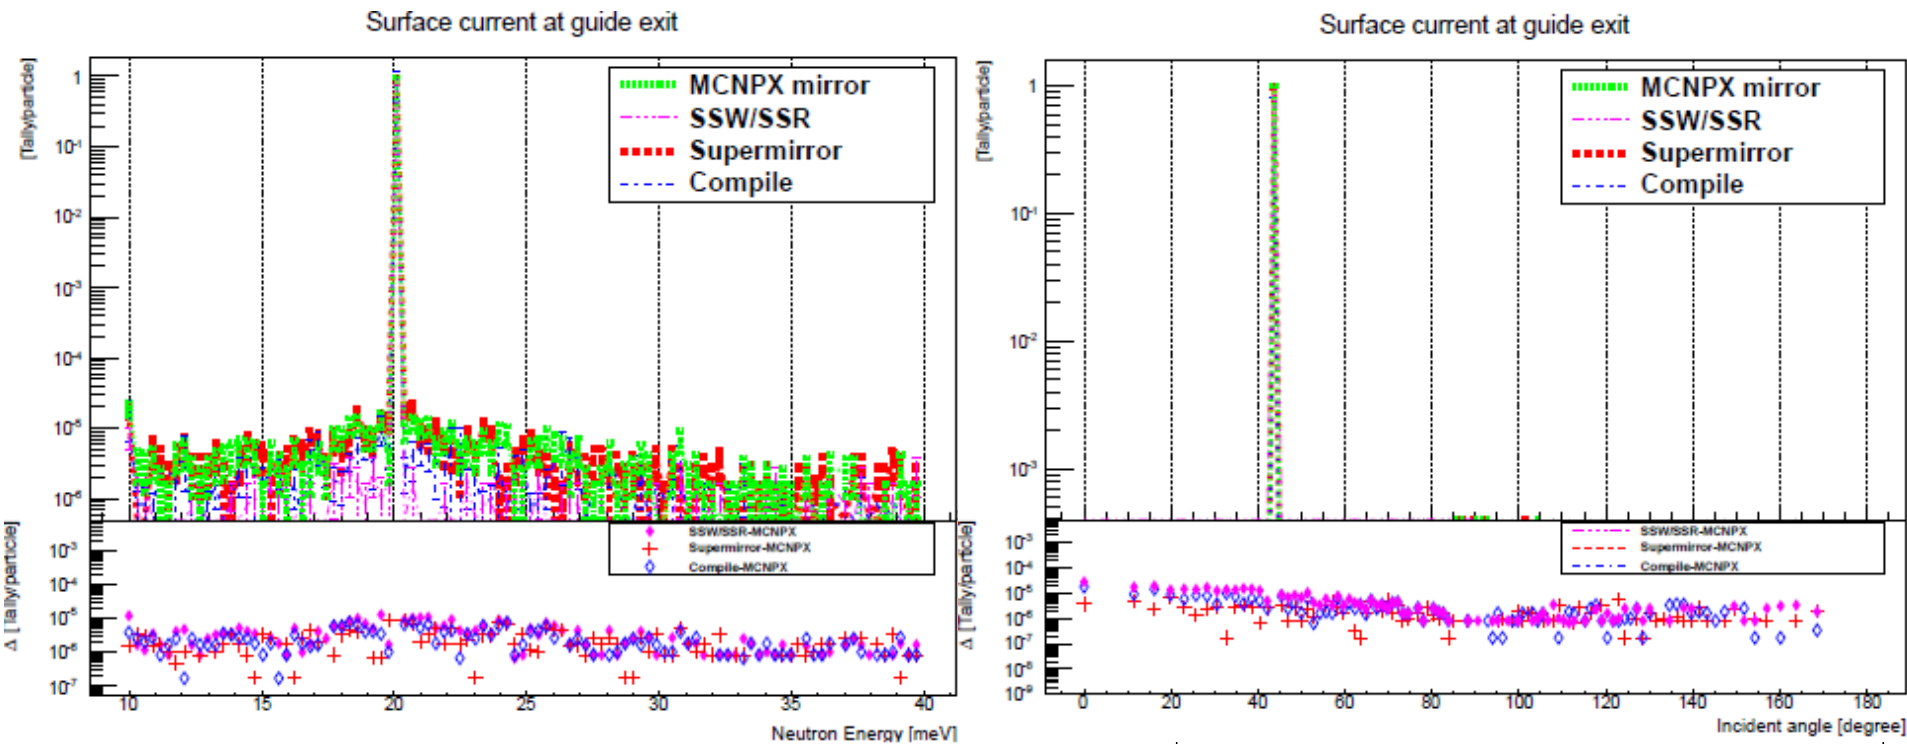 Surface current at guide exit
[Tally/particle]
1
10-1
10-2
10-3
10-4
10-5
10-6
MCNPX mirror
SSW/SSR
Supermirror
Compile
Δ [Tally/particle]
10-3
10-4
10-5
10-6
10-7
SSW/SSR-MCNPX
Supermirror-MCNPX
Compile-MCNPX
10 15 20 25 30 35 40
Neutron Energy [meV]
Surface current at guide exit
[Tally/particle]
1
10-1
10-2
10-3
MCNPX mirror
SSW/SSR
Supermirror
Compile
Δ [Tally/particle]
10-3
10-4
10-5
10-6
10-7
10-8
10-9
SSW/SSR-MCNPX
Supermirror-MCNPX
Compile-MCNPX
0 20 40 60 80 100 120 140 160 180
Incident angle [degree]